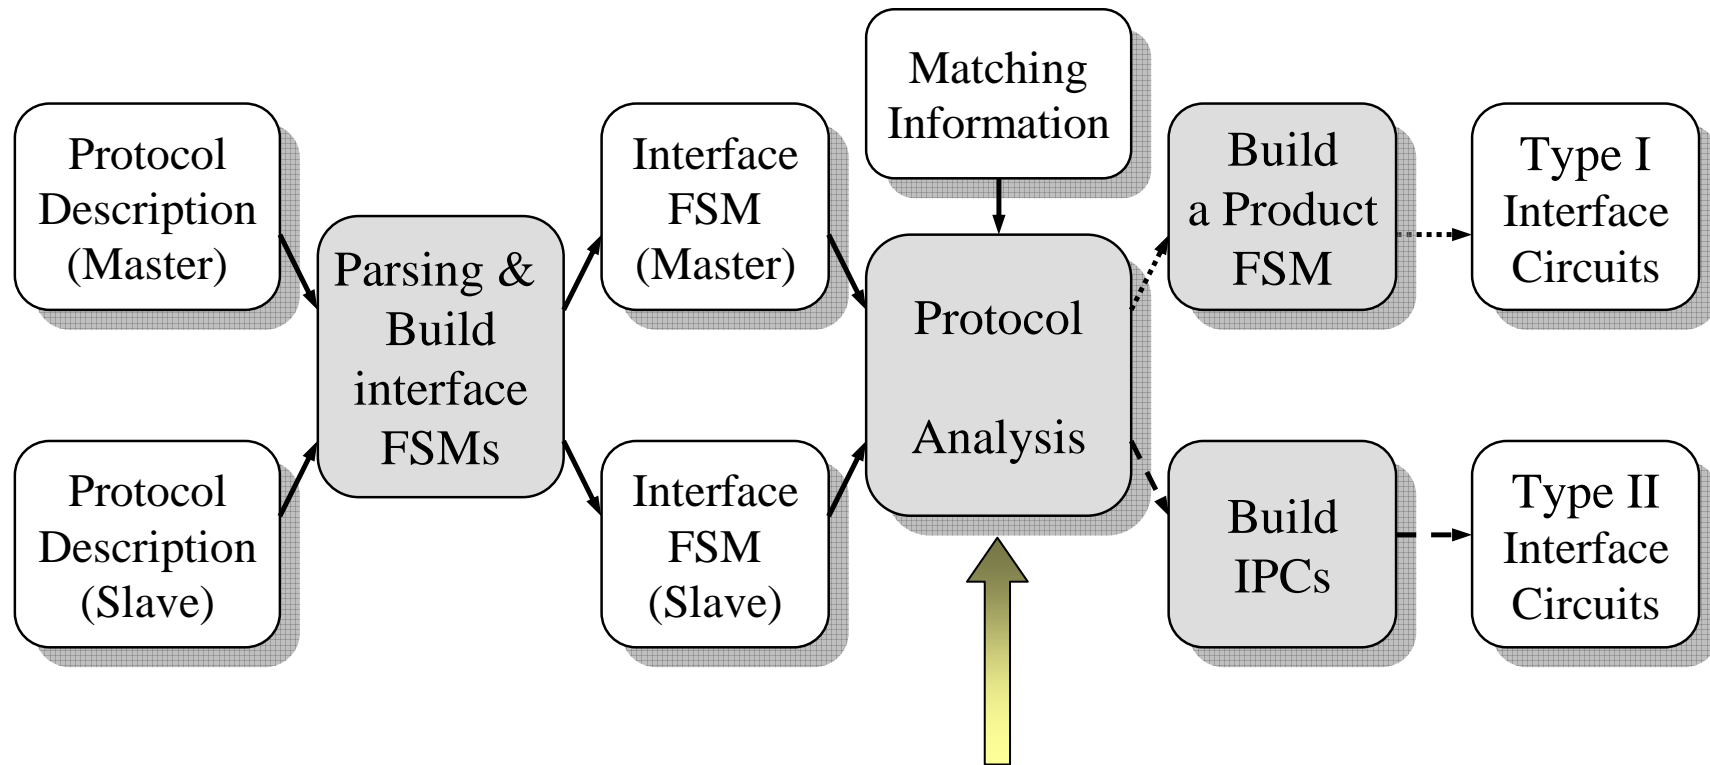 Protocol
Description
(Master)
Protocol
Description
(Slave)
Parsing &
Build
interface
FSMs
Interface
FSM
(Master)
Interface
FSM
(Slave)
Matching
Information
Protocol
Analysis
Build
a Product
FSM
Build
IPCs
Type I
Interface
Circuits
Type II
Interface
Circuits